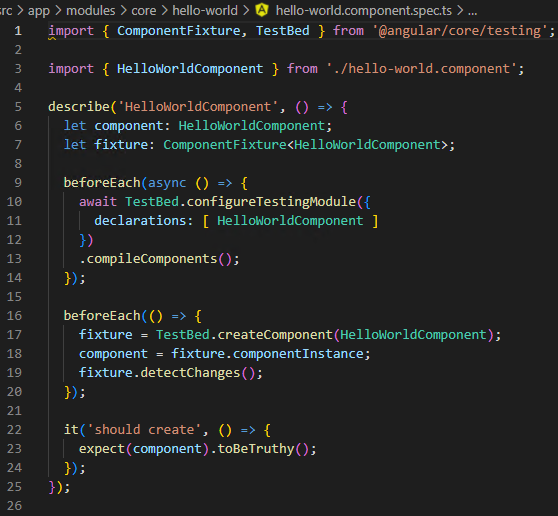 src > app > modules > core > hello-world > hello-world.component.spec.ts > ...
1 import { ComponentFixture, TestBed } from '@angular/core/testing';
2
3 import { HelloWorldComponent } from './hello-world.component';
4
5 describe('HelloWorldComponent', () => {
6   let component: HelloWorldComponent;
7   let fixture: ComponentFixture<HelloWorldComponent>;
8
9   beforeEach(async () => {
10     await TestBed.configureTestingModule({
11       declarations: [ HelloWorldComponent ]
12     })
13     .compileComponents();
14   });
15
16   beforeEach(() => {
17     fixture = TestBed.createComponent(HelloWorldComponent);
18     component = fixture.componentInstance;
19     fixture.detectChanges();
20   });
21
22   it('should create', () => {
23     expect(component).toBeTruthy();
24   });
25 });
26